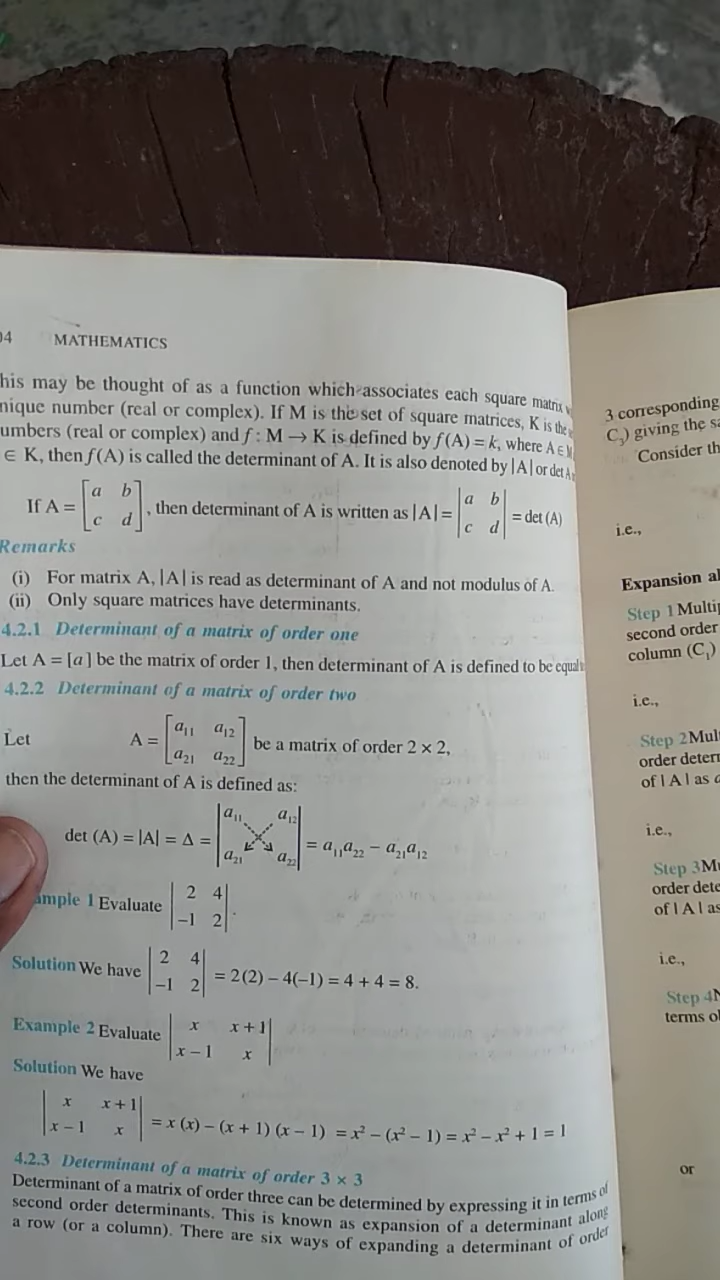 04 MATHEMATICS
his may be thought of as a function which associates each square matrix
nique number (real or complex). If M is the set of square matrices, K is the
umbers (real or complex) and f : M → K is defined by f(A) = k, where A ∈ M
∈ K, then f(A) is called the determinant of A. It is also denoted by |A| or det A
If A = [a b; c d], then determinant of A is written as |A| = |a b; c d| = det (A)
Remarks
(i) For matrix A, |A| is read as determinant of A and not modulus of A.
(ii) Only square matrices have determinants.
4.2.1 Determinant of a matrix of order one
Let A = [a] be the matrix of order 1, then determinant of A is defined to be equal
4.2.2 Determinant of a matrix of order two
Let A = [a₁₁ a₁₂; a₂₁ a₂₂] be a matrix of order 2 × 2,
then the determinant of A is defined as:
det (A) = |A| = Δ = |a₁₁ a₁₂; a₂₁ a₂₂| = a₁₁a₂₂ – a₂₁a₁₂
ample 1 Evaluate |2 4; –1 2|.
Solution We have |2 4; –1 2| = 2(2) – 4(–1) = 4 + 4 = 8.
Example 2 Evaluate |x x + 1; x – 1 x|
Solution We have
|x x + 1; x – 1 x| = x (x) – (x + 1) (x – 1) = x² – (x² – 1) = x² – x² + 1 = 1
4.2.3 Determinant of a matrix of order 3 × 3
Determinant of a matrix of order three can be determined by expressing it in terms of
second order determinants. This is known as expansion of a determinant along
a row (or a column). There are six ways of expanding a determinant of order
3 corresponding
C₃) giving the sa
Consider th
i.e.,
Expansion al
Step 1 Multip
second order
column (C₁)
i.e.,
Step 2 Mult
order deterr
of | A | as
i.e.,
Step 3 Mu
order dete
of | A | as
i.e.,
Step 4
terms of
or